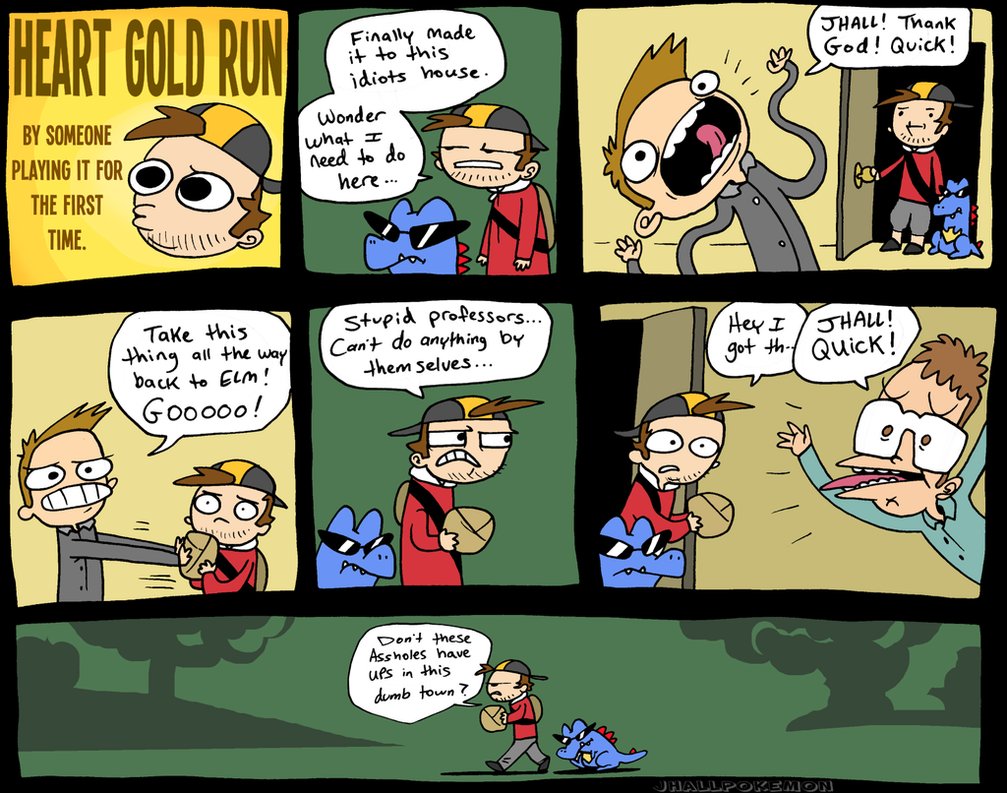 HEART GOLD RUN
BY SOMEONE
PLAYING IT FOR
THE FIRST
TIME.
Finally made
it to this
idiots house.
Wonder
what I
need to do
here...
JHALL! Thank
God! Quick!
Take this
thing all the way
back to ELM!
GOOOOO!
Stupid professors...
Can't do anything by
themselves...
Hey I
got th..
JHALL!
QUICK!
Don't these
Assholes have
UPS in this
dumb town?
JHALLPOKEMON